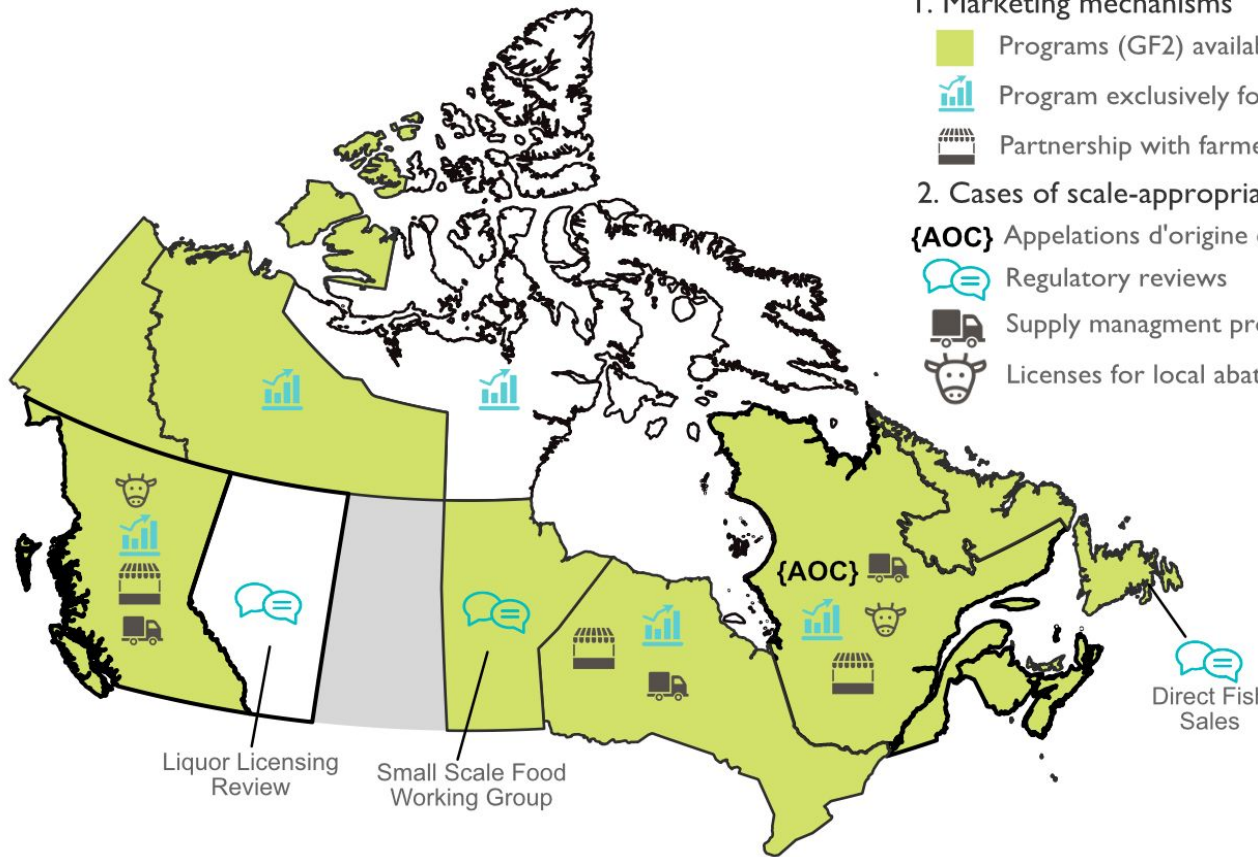 1. Marketing mechanisms
Programs (GF2) availa
Program exclusively fo
Partnership with farme
2. Cases of scale-appropria
{AOC} Appelations d'origine
Regulatory reviews
Supply managment pro
Licenses for local abat
{AOC}
Direct Fis
Sales
Liquor Licensing
Review
Small Scale Food
Working Group